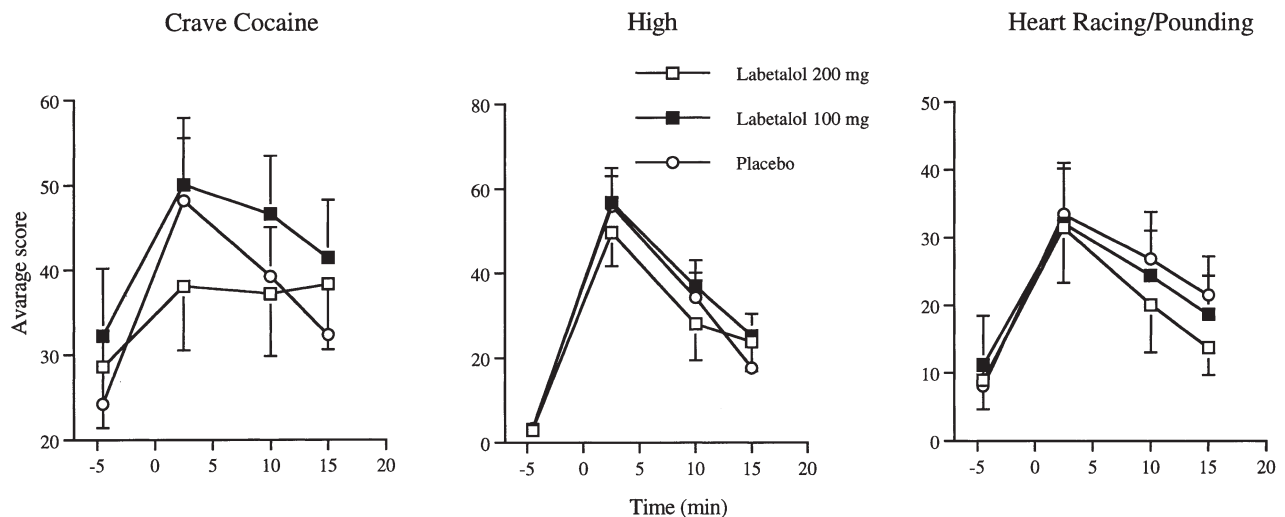 Crave Cocaine
High
Heart Racing/Pounding
Labetalol 200 mg
Labetalol 100 mg
Placebo
Avarage score
60
50
40
30
20
-5 0 5 10 15 20
80
60
40
20
0
-5 0 5 10 15 20
50
40
30
20
10
0
-5 0 5 10 15 20
Time (min)